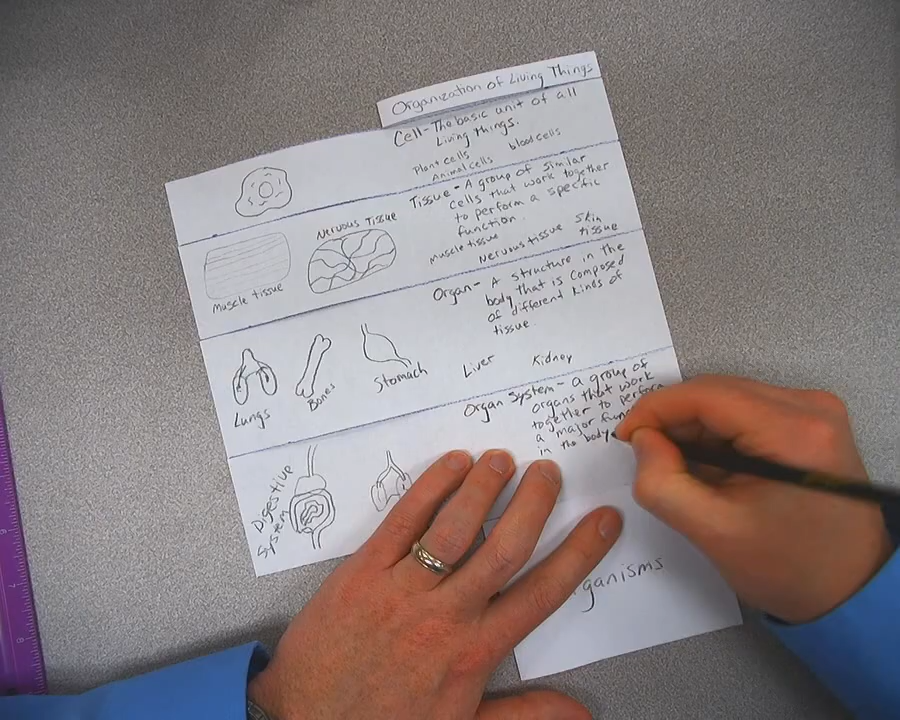 Organization of Living Things
Cell - The basic unit of all
Living things.
Plant cells
Animal cells
blood cells
Tissue - A group of similar
cells that work together
to perform a specific
function.
Muscle tissue
Nervous tissue
Skin
tissue
Nervous Tissue
Muscle tissue
Organ - A structure in the
body that is composed
of different kinds of
tissue.
Liver
Kidney
Lungs
Bones
Stomach
Organ System - a group of
organs that work
together to perform
a major
in the body
Digestive
System